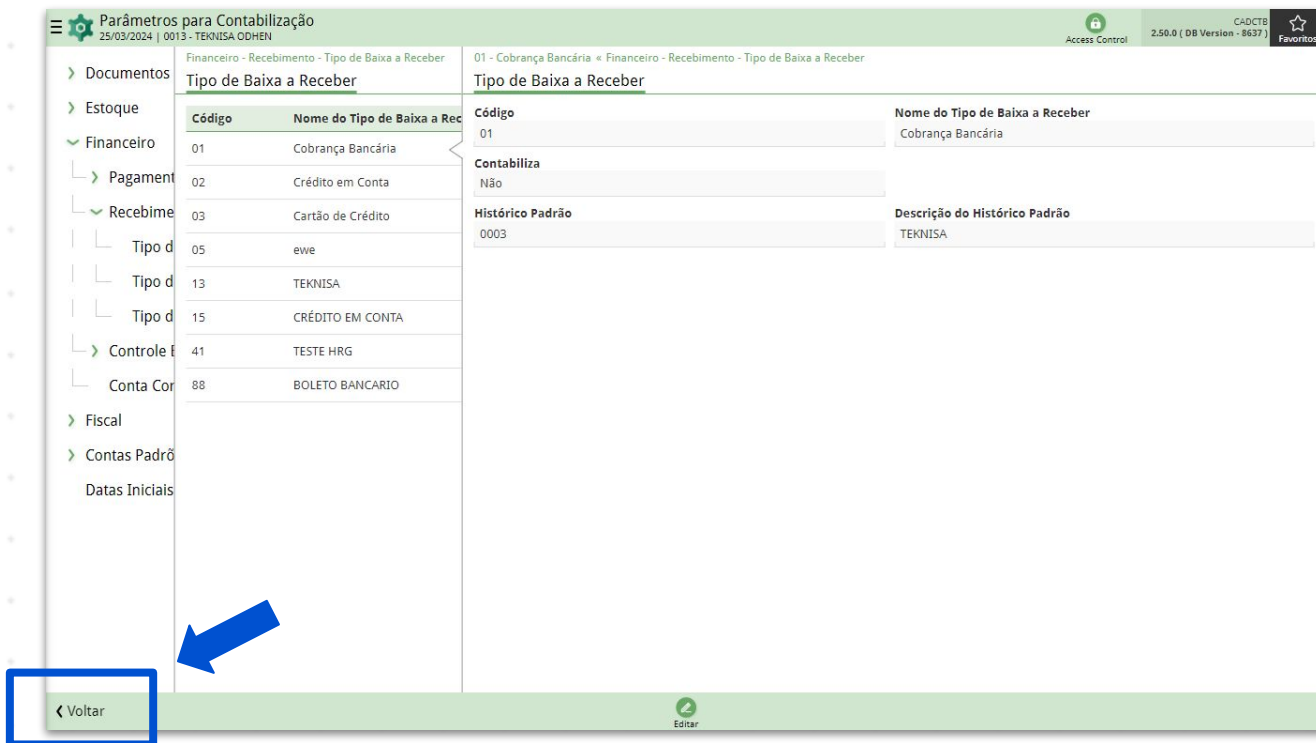 Parâmetros para Contabilização
25/03/2024 | 0013 - TEKNISA ODHEN
Access Control
CADCTB
2.50.0 ( DB Version - 8637 )
Favoritos
Documentos
Estoque
Financeiro
Pagament
Recebime
Tipo d
Tipo d
Tipo d
Controle E
Conta Cor
Fiscal
Contas Padrõ
Datas Iniciais
Financeiro - Recebimento - Tipo de Baixa a Receber
Tipo de Baixa a Receber
Código Nome do Tipo de Baixa a Rec
01 Cobrança Bancária
02 Crédito em Conta
03 Cartão de Crédito
05 ewe
13 TEKNISA
15 CRÉDITO EM CONTA
41 TESTE HRG
88 BOLETO BANCARIO
01 - Cobrança Bancária « Financeiro - Recebimento - Tipo de Baixa a Receber
Tipo de Baixa a Receber
Código Nome do Tipo de Baixa a Receber
01 Cobrança Bancária
Contabiliza
Não
Histórico Padrão Descrição do Histórico Padrão
0003 TEKNISA
Voltar
Editar